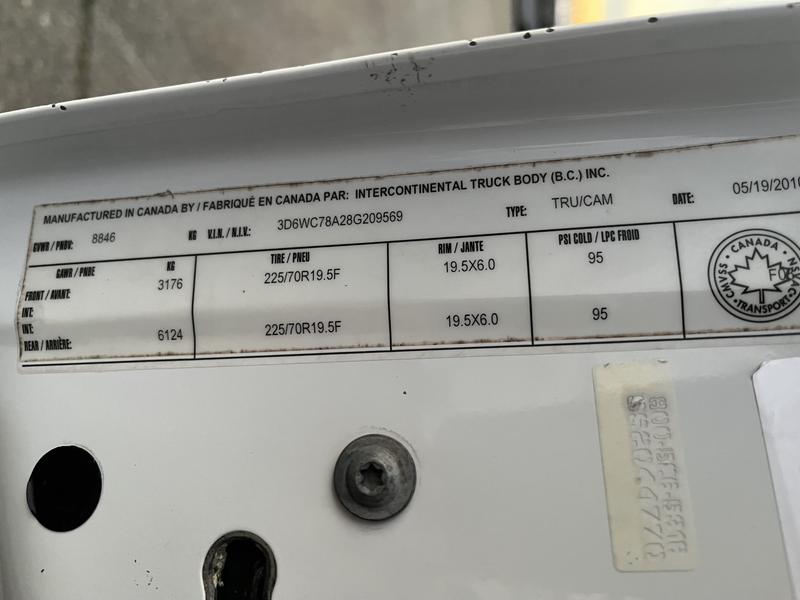 MANUFACTURED IN CANADA BY / FABRIQUÉ EN CANADA PAR: INTERCONTINENTAL TRUCK BODY (B.C.) INC.
GVWR / PNBV: 8846 KG V.I.N. / N.I.V.: 3D6WC78A28G209569 TYPE: TRU/CAM DATE: 05/19/2010
GAWR / PNBE KG TIRE / PNEU RIM / JANTE PSI COLD / LPC FROID
FRONT / AVANT: 3176 225/70R19.5F 19.5X6.0 95
INT:
INT:
REAR / ARRIÈRE: 6124 225/70R19.5F 19.5X6.0 95
CANADA
CMVSS
TRANSPORT